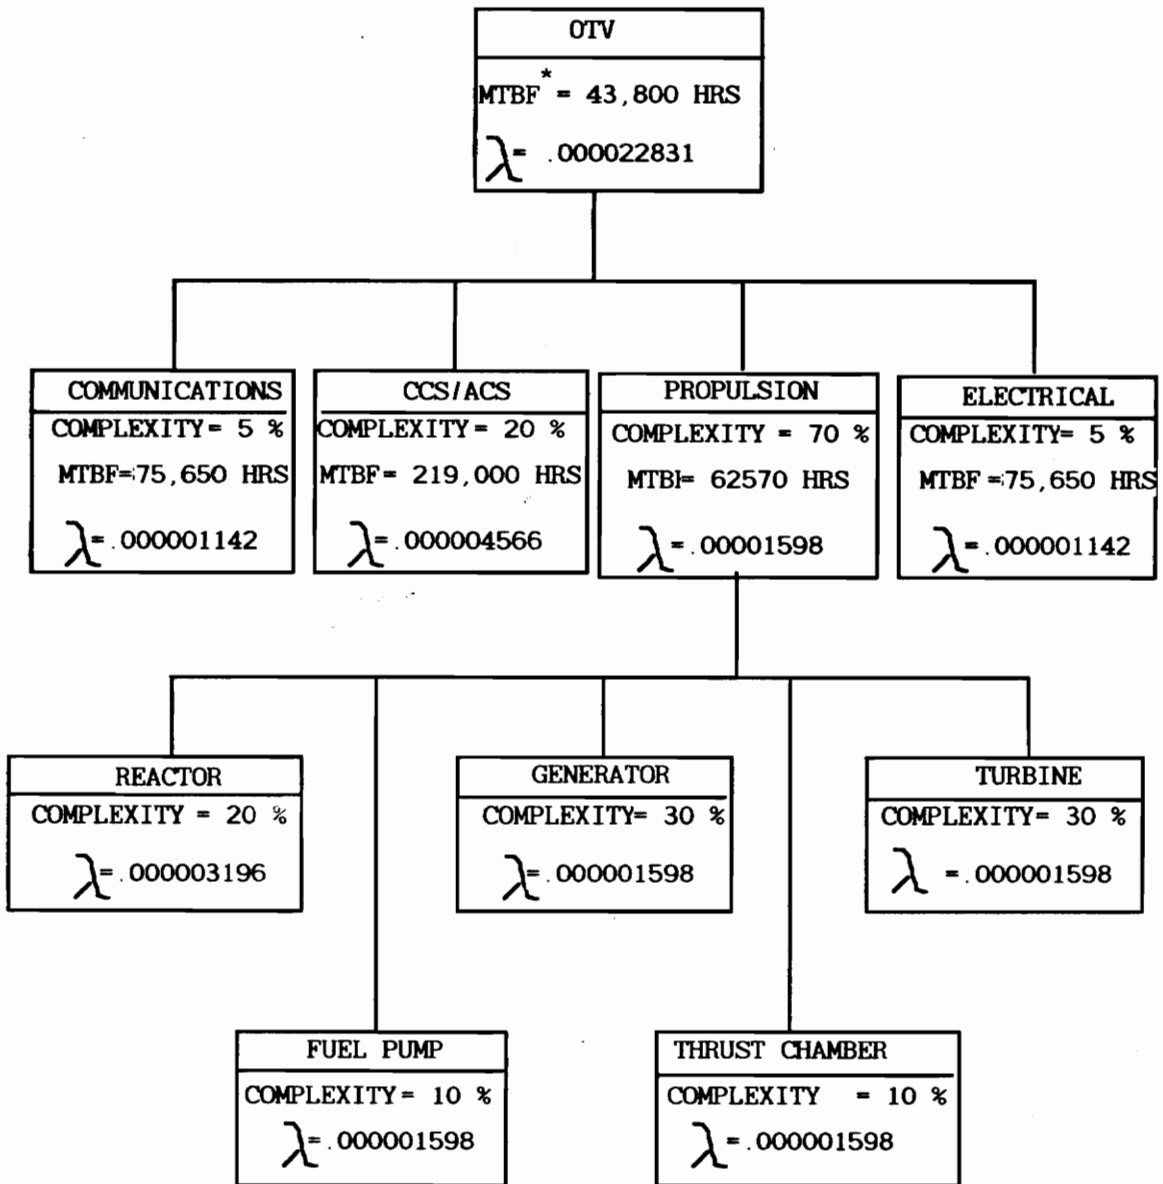 OTV
MTBF* = 43,800 HRS
λ= .000022831
COMMUNICATIONS
COMPLEXITY= 5 %
MTBF=75,650 HRS
λ=.000001142
CCS/ACS
COMPLEXITY= 20 %
MTBF= 219,000 HRS
λ=.000004566
PROPULSION
COMPLEXITY = 70 %
MTBF= 62570 HRS
λ=.00001598
ELECTRICAL
COMPLEXITY= 5 %
MTBF =75,650 HRS
λ=.000001142
REACTOR
COMPLEXITY = 20 %
λ=.000003196
GENERATOR
COMPLEXITY= 30 %
λ=.000001598
TURBINE
COMPLEXITY= 30 %
λ =.000001598
FUEL PUMP
COMPLEXITY= 10 %
λ=.000001598
THRUST CHAMBER
COMPLEXITY = 10 %
λ=.000001598